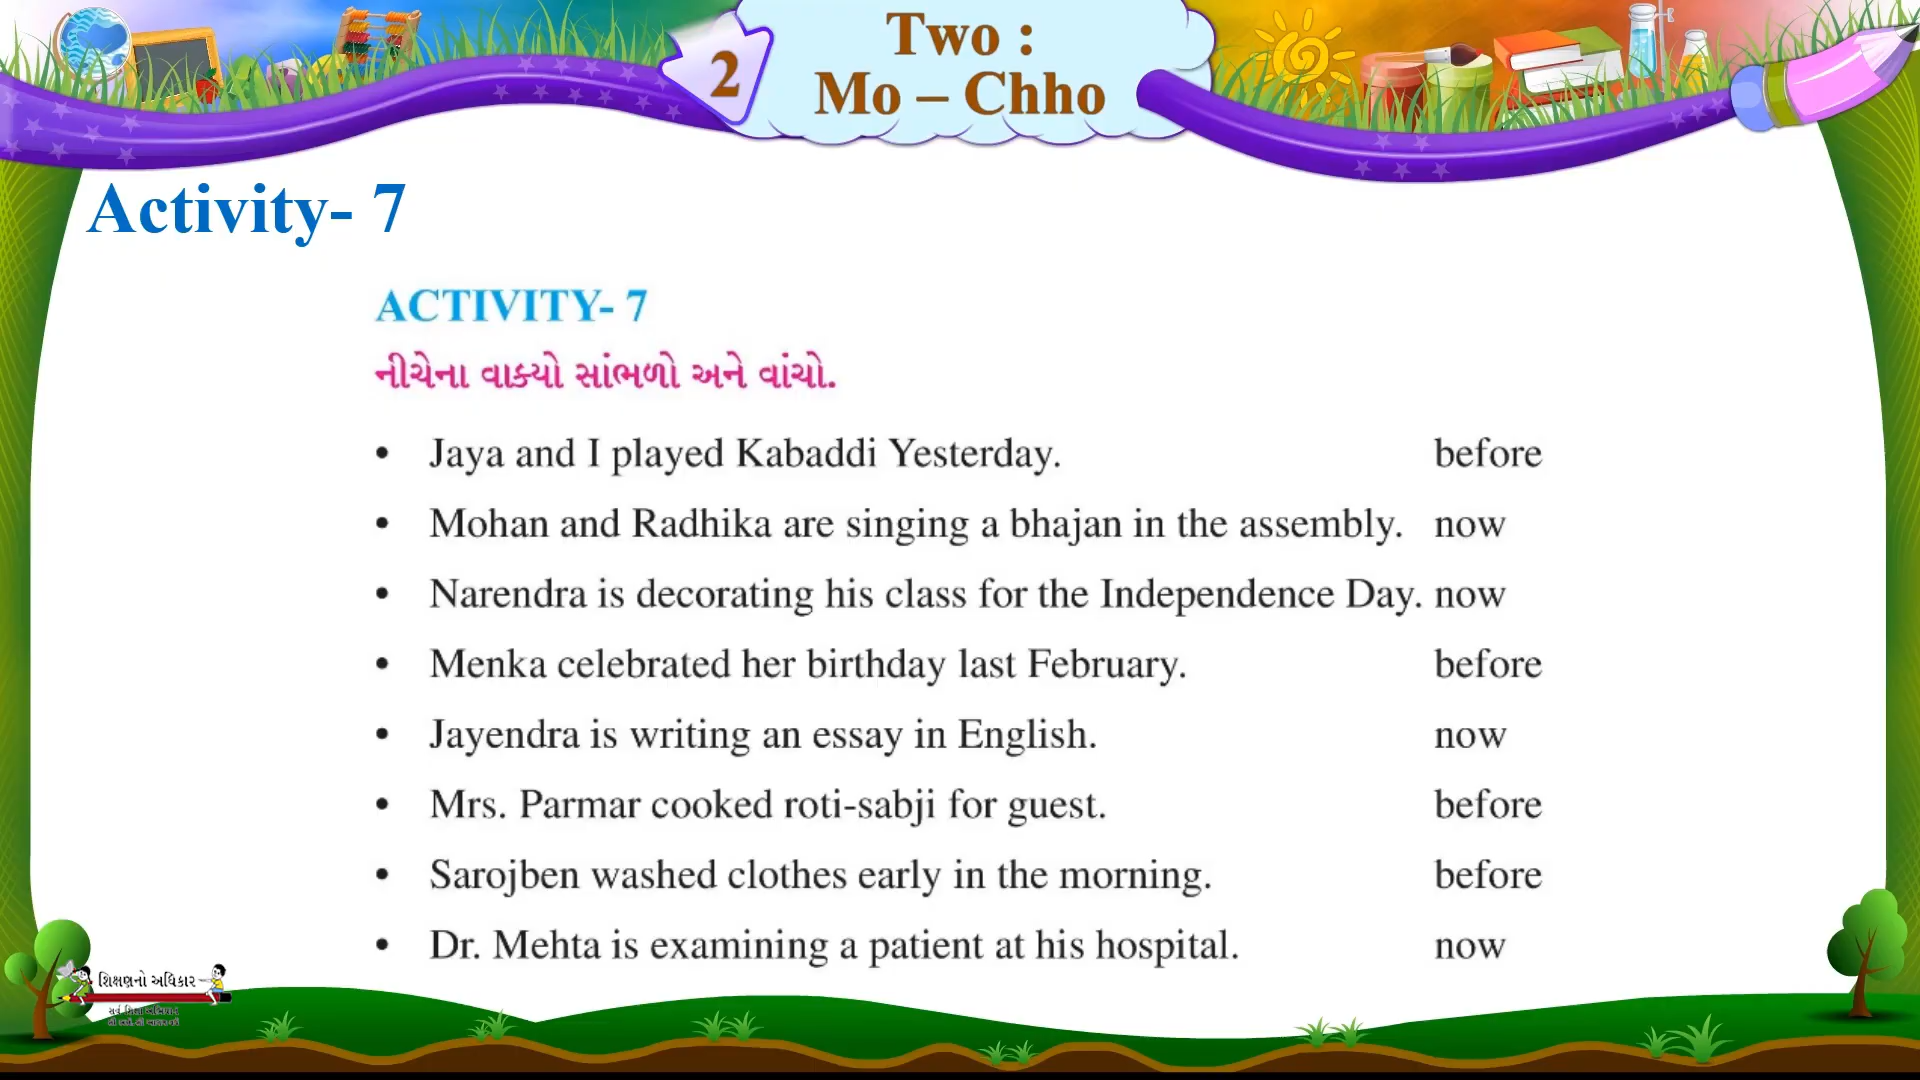 2
Two :
Mo – Chho
Activity- 7
ACTIVITY- 7
નીચેના વાક્યો સાંભળો અને વાંચો.
• Jaya and I played Kabaddi Yesterday. before
• Mohan and Radhika are singing a bhajan in the assembly. now
• Narendra is decorating his class for the Independence Day. now
• Menka celebrated her birthday last February. before
• Jayendra is writing an essay in English. now
• Mrs. Parmar cooked roti-sabji for guest. before
• Sarojben washed clothes early in the morning. before
• Dr. Mehta is examining a patient at his hospital. now
શિક્ષણનો અધિકાર